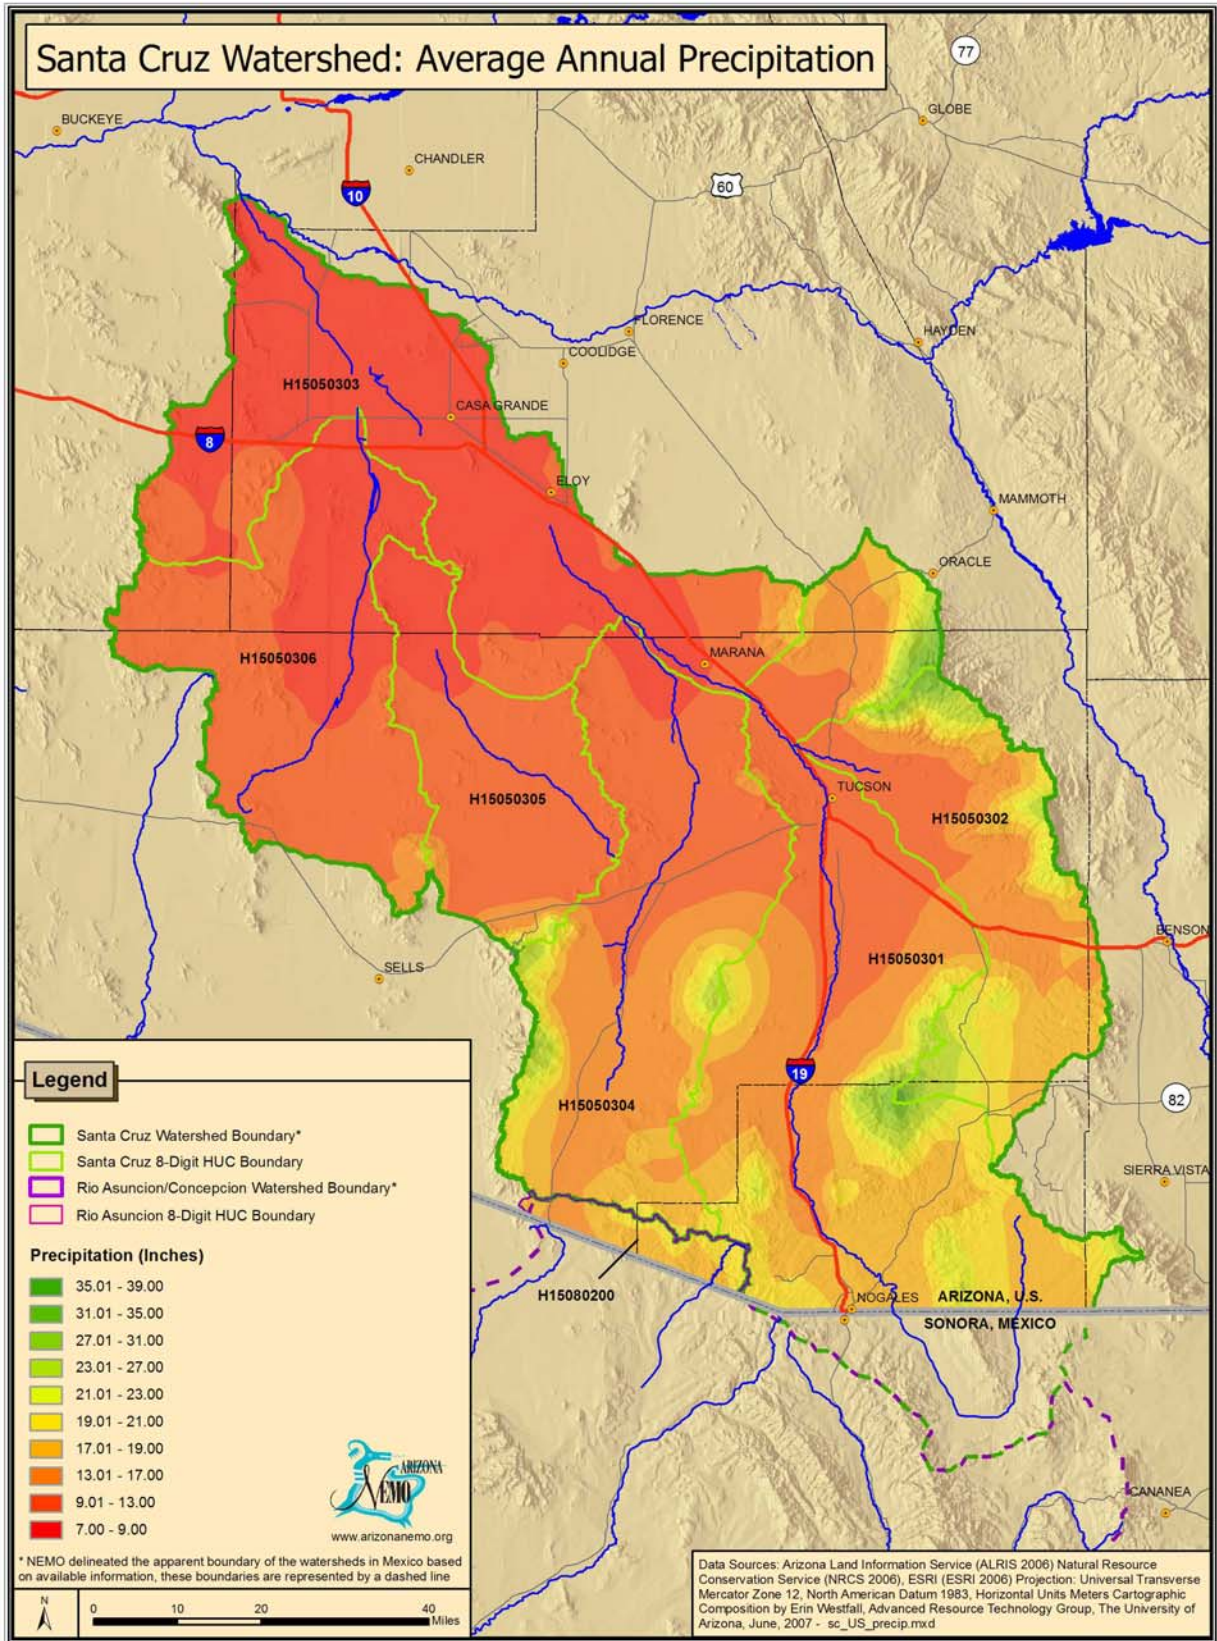 Santa Cruz Watershed: Average Annual Precipitation
77
BUCKEYE
GLOBE
CHANDLER
60
10
FLORENCE
HAYDEN
COOLIDGE
H15050303
CASA GRANDE
8
ELOY
MAMMOTH
ORACLE
H15050306
MARANA
TUCSON
H15050305
H15050302
BENSON
H15050301
SELLS
19
82
H15050304
SIERRA VISTA
H15080200
NOGALES
ARIZONA, U.S.
SONORA, MEXICO
CANANEA
Legend
Santa Cruz Watershed Boundary*
Santa Cruz 8-Digit HUC Boundary
Rio Asuncion/Concepcion Watershed Boundary*
Rio Asuncion 8-Digit HUC Boundary
Precipitation (Inches)
35.01 - 39.00
31.01 - 35.00
27.01 - 31.00
23.01 - 27.00
21.01 - 23.00
19.01 - 21.00
17.01 - 19.00
13.01 - 17.00
9.01 - 13.00
7.00 - 9.00
ARIZONA
NEMO
www.arizonanemo.org
* NEMO delineated the apparent boundary of the watersheds in Mexico based
on available information, these boundaries are represented by a dashed line
N
0 10 20 40
Miles
Data Sources: Arizona Land Information Service (ALRIS 2006) Natural Resource
Conservation Service (NRCS 2006), ESRI (ESRI 2006) Projection: Universal Transverse
Mercator Zone 12, North American Datum 1983, Horizontal Units Meters Cartographic
Composition by Erin Westfall, Advanced Resource Technology Group, The University of
Arizona, June, 2007 - sc_US_precip.mxd